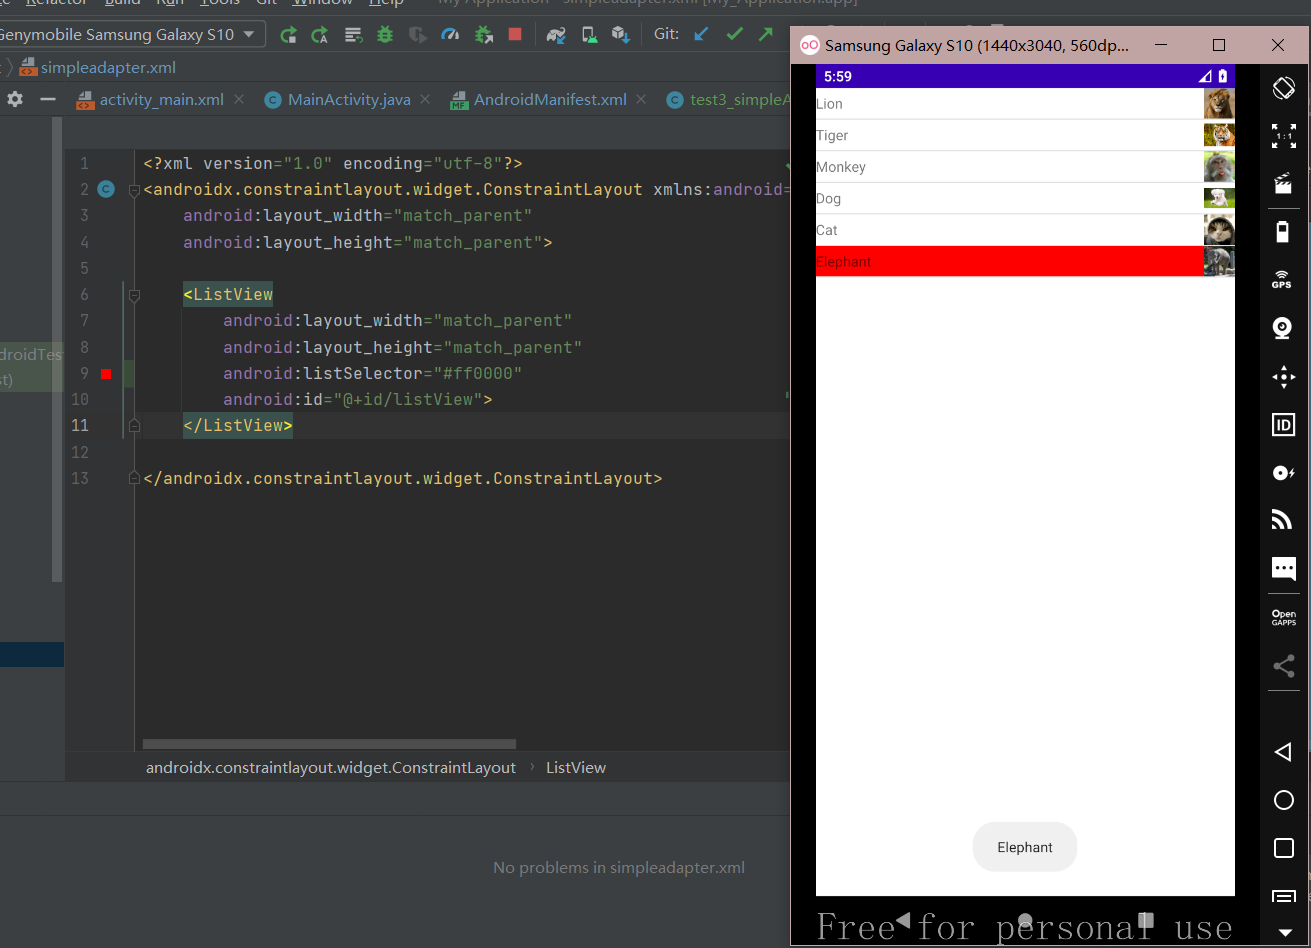 Refactor Build Run Tools Git Window Help My Application - simpleadapter.xml [My_Application.app]
Genymobile Samsung Galaxy S10
Git:
simpleadapter.xml
activity_main.xml
MainActivity.java
AndroidManifest.xml
test3_simpleA
droidTes
st)
1 <?xml version="1.0" encoding="utf-8"?>
2 <androidx.constraintlayout.widget.ConstraintLayout xmlns:android=
3 android:layout_width="match_parent"
4 android:layout_height="match_parent">
5
6 <ListView
7 android:layout_width="match_parent"
8 android:layout_height="match_parent"
9 android:listSelector="#ff0000"
10 android:id="@+id/listView">
11 </ListView>
12
13 </androidx.constraintlayout.widget.ConstraintLayout>
androidx.constraintlayout.widget.ConstraintLayout › ListView
No problems in simpleadapter.xml
Samsung Galaxy S10 (1440x3040, 560dp...
5:59
Lion
Tiger
Monkey
Dog
Cat
Elephant
Elephant
Free for personal use
1:1
GPS
ID
Open
GAPPS